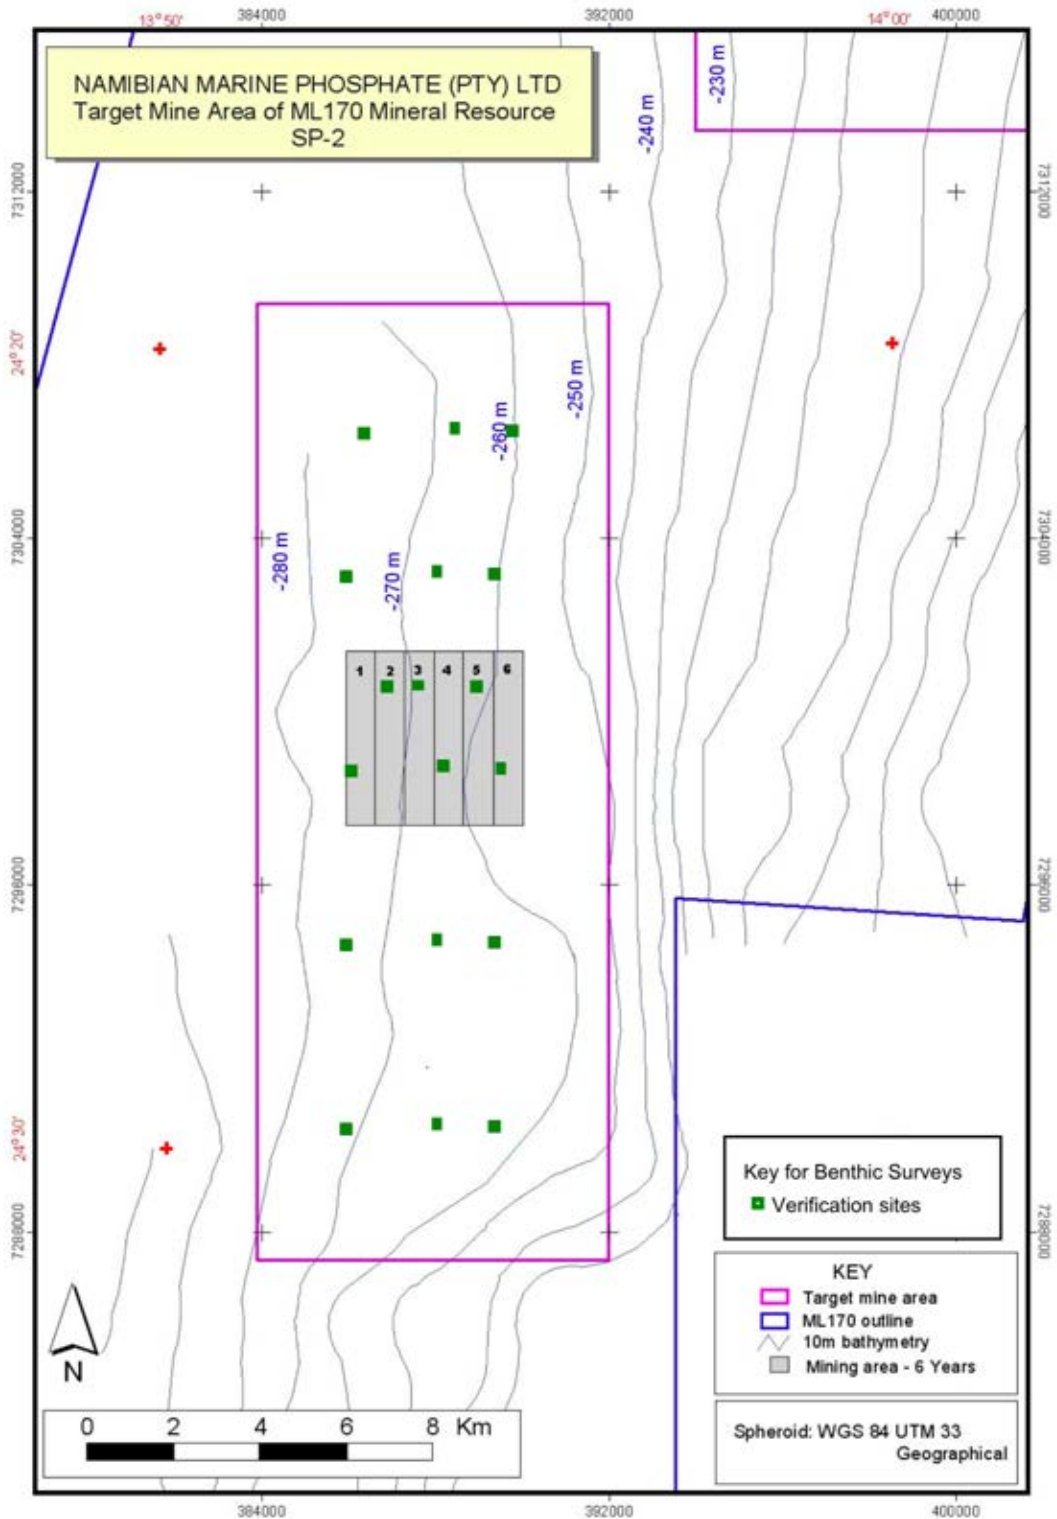 13° 50'
384000
392000
14° 00'
400000
NAMIBIAN MARINE PHOSPHATE (PTY) LTD
Target Mine Area of ML170 Mineral Resource
SP-2
-240 m
-230 m
7312000
7312000
24° 20'
-250 m
-260 m
7304000
7304000
-280 m
-270 m
1
2
3
4
5
6
7296000
7296000
24° 30'
Key for Benthic Surveys
Verification sites
7288000
7288000
KEY
Target mine area
ML170 outline
10m bathymetry
Mining area - 6 Years
N
0 2 4 6 8 Km
Spheroid: WGS 84 UTM 33
Geographical
384000
392000
400000